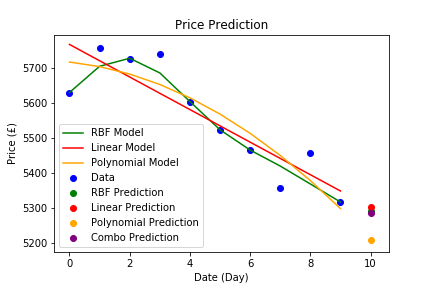 Price Prediction
Price (£)
5700
5600
5500
5400
5300
5200
RBF Model
Linear Model
Polynomial Model
Data
RBF Prediction
Linear Prediction
Polynomial Prediction
Combo Prediction
0 2 4 6 8 10
Date (Day)